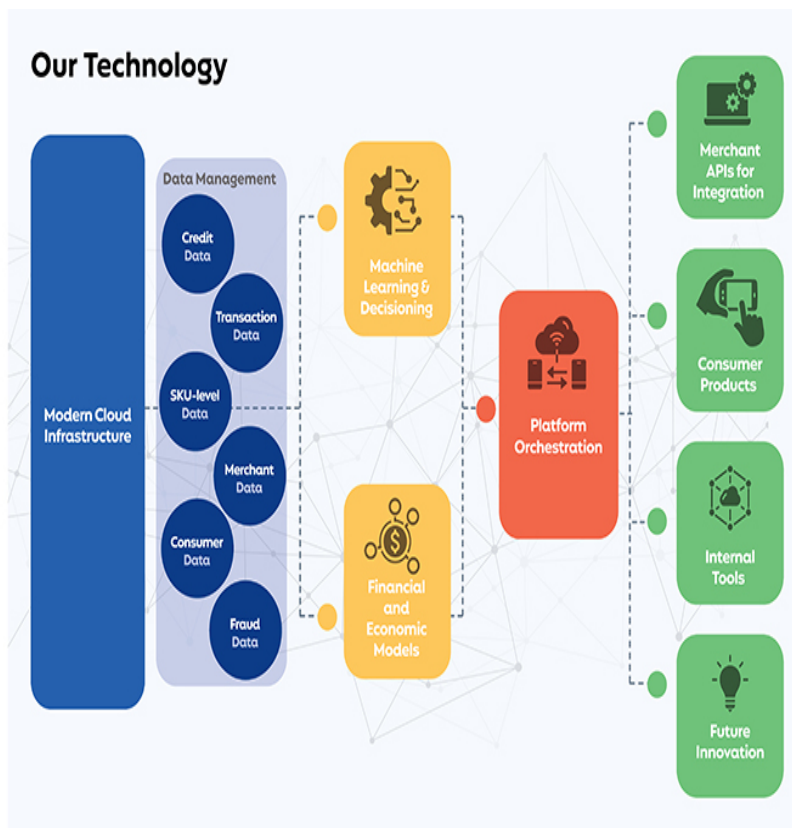 Our Technology
Modern Cloud
Infrastructure
Data Management
Credit
Data
Transaction
Data
SKU-level
Data
Merchant
Data
Consumer
Data
Fraud
Data
Machine
Learning &
Decisioning
Financial
and
Economic
Models
Platform
Orchestration
Merchant
APIs for
Integration
Consumer
Products
Internal
Tools
Future
Innovation